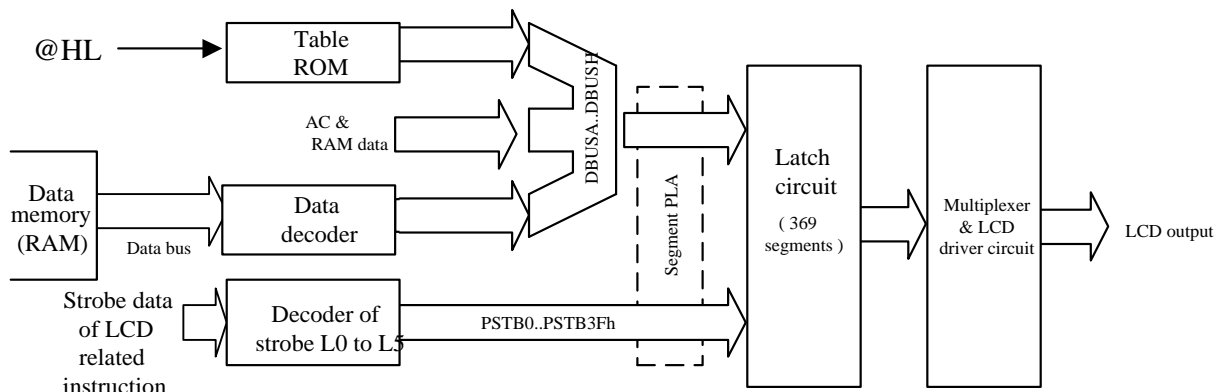 @HL
Table
ROM
AC &
RAM data
DBUSA..DBUSH
Data
memory
(RAM)
Data bus
Data
decoder
Segment PLA
Latch
circuit
( 369
segments )
Multiplexer
& LCD
driver circuit
LCD output
Strobe data
of LCD
related
instruction
Decoder of
strobe L0 to L5
PSTB0..PSTB3Fh